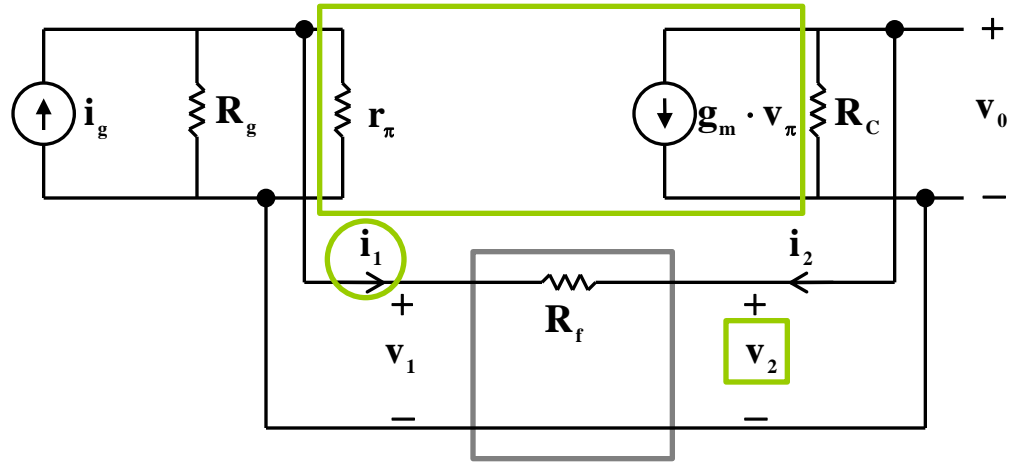 i_g R_g r_π g_m · v_π R_C + v_0 −
i_1 i_2
R_f
+ v_1 −
+ v_2 −